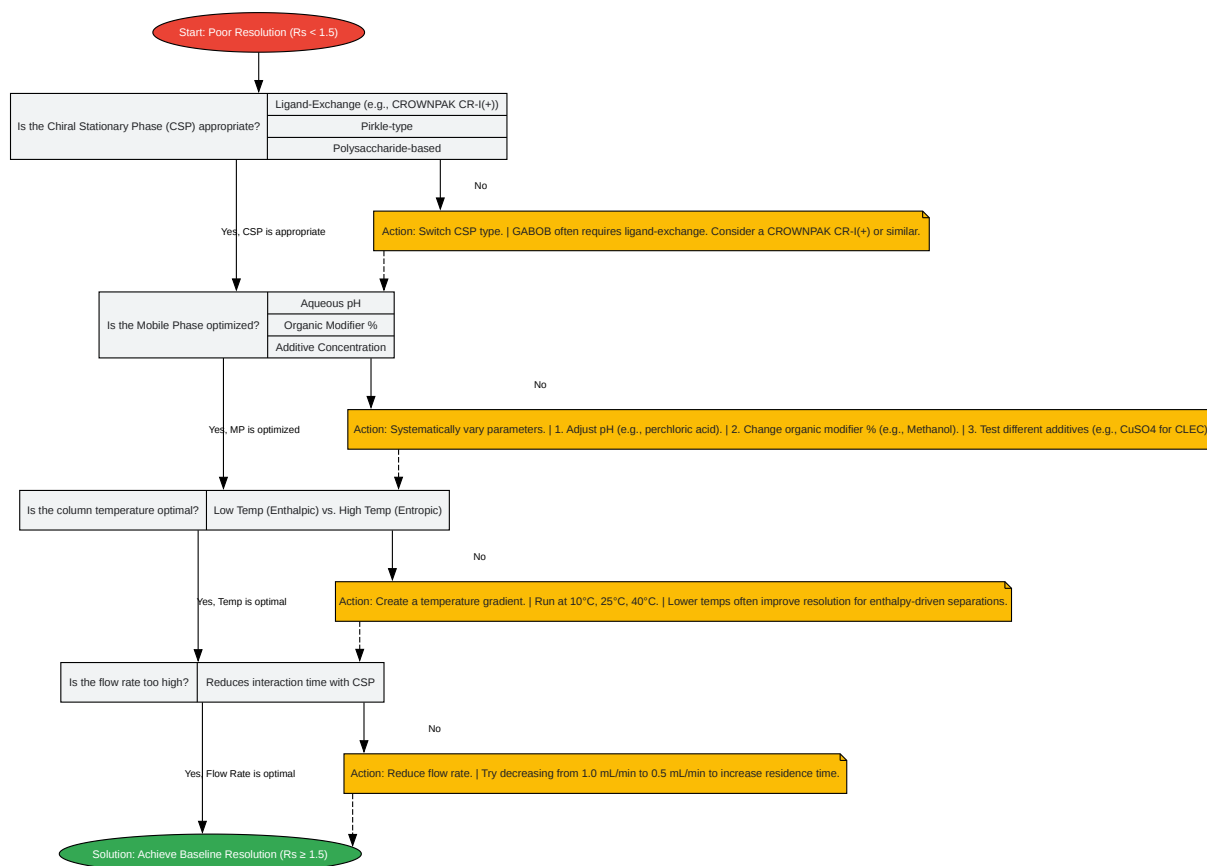 Start: Poor Resolution (Rs < 1.5)
Is the Chiral Stationary Phase (CSP) appropriate?
Ligand-Exchange (e.g., CROWNPAK CR-I(+))
Pirkle-type
Polysaccharide-based
No
Action: Switch CSP type. | GABOB often requires ligand-exchange. Consider a CROWNPAK CR-I(+) or similar.
Yes, CSP is appropriate
Is the Mobile Phase optimized?
Aqueous pH
Organic Modifier %
Additive Concentration
No
Action: Systematically vary parameters. | 1. Adjust pH (e.g., perchloric acid). | 2. Change organic modifier % (e.g., Methanol). | 3. Test different additives (e.g., CuSO4 for CLEC)
Yes, MP is optimized
Is the column temperature optimal?
Low Temp (Enthalpic) vs. High Temp (Entropic)
No
Action: Create a temperature gradient. | Run at 10°C, 25°C, 40°C. | Lower temps often improve resolution for enthalpy-driven separations.
Yes, Temp is optimal
Is the flow rate too high?
Reduces interaction time with CSP
No
Action: Reduce flow rate. | Try decreasing from 1.0 mL/min to 0.5 mL/min to increase residence time.
Yes, Flow Rate is optimal
Solution: Achieve Baseline Resolution (Rs ≥ 1.5)